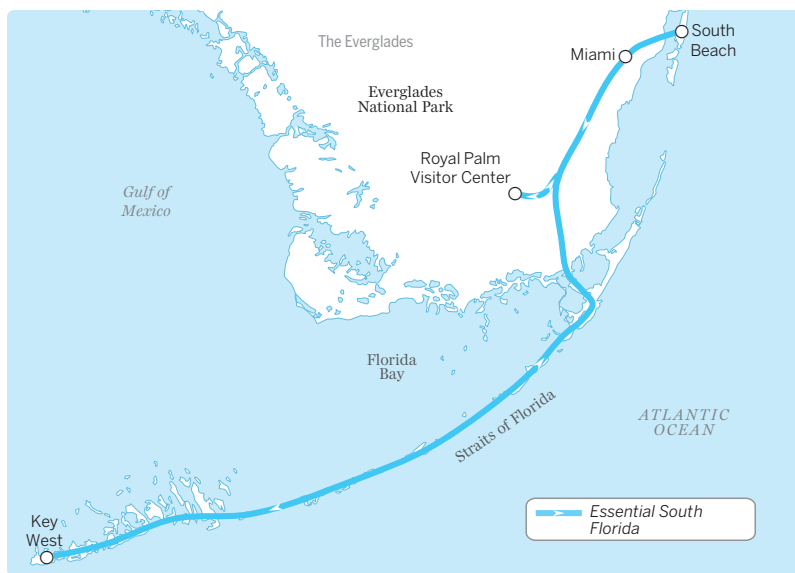 The Everglades
South
Beach
Miami
Everglades
National Park
Royal Palm
Visitor Center
Gulf of
Mexico
Florida
Bay
Straits of Florida
ATLANTIC
OCEAN
Key
West
Essential South
Florida